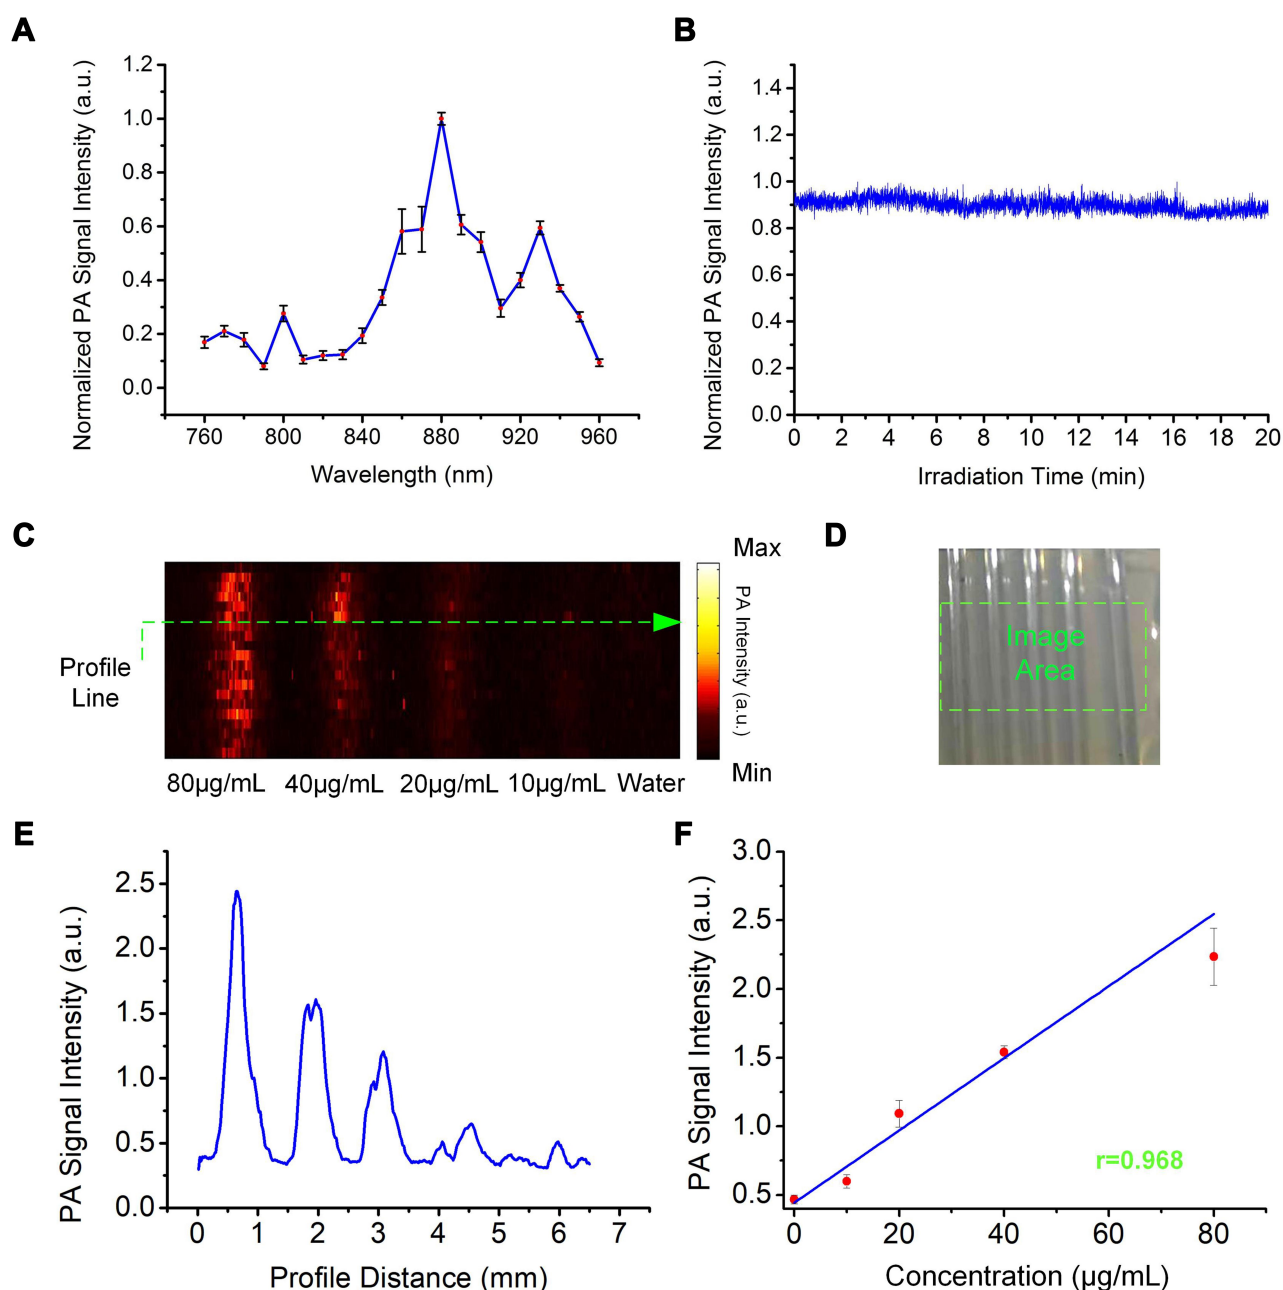 A
Normalized PA Signal Intensity (a.u.)
1.2
1.0
0.8
0.6
0.4
0.2
0.0
760 800 840 880 920 960
Wavelength (nm)
B
Normalized PA Signal Intensity (a.u.)
1.4
1.2
1.0
0.8
0.6
0.4
0.2
0.0
0 2 4 6 8 10 12 14 16 18 20
Irradiation Time (min)
C
Profile
Line
Max
PA Intensity (a.u.)
Min
80µg/mL 40µg/mL 20µg/mL 10µg/mL Water
D
Image
Area
E
PA Signal Intensity (a.u.)
2.5
2.0
1.5
1.0
0.5
0.0
0 1 2 3 4 5 6 7
Profile Distance (mm)
F
PA Signal Intensity (a.u.)
3.0
2.5
2.0
1.5
1.0
0.5
r=0.968
0 20 40 60 80
Concentration (µg/mL)